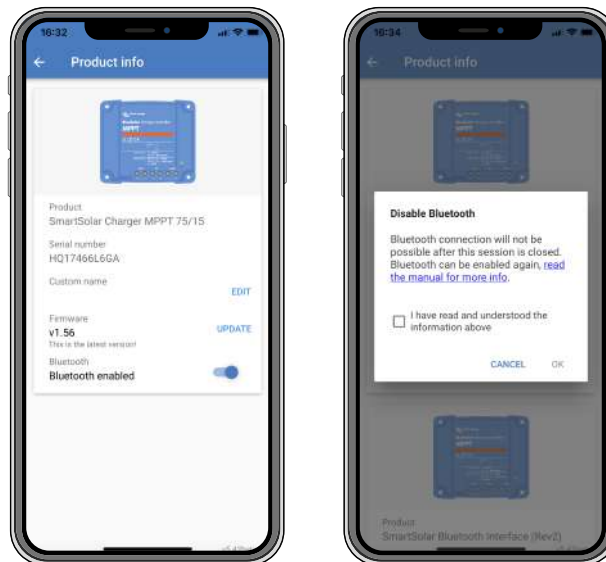 16:32
Product info
MPPT
Product
SmartSolar Charger MPPT 75/15
Serial number
HQ17466L6GA
Custom name
EDIT
Firmware
v1.56
UPDATE
This is the latest version!
Bluetooth
Bluetooth enabled
16:34
Product info
Disable Bluetooth
Bluetooth connection will not be
possible after this session is closed.
Bluetooth can be enabled again, read
the manual for more info.
I have read and understood the
information above
CANCEL
OK
Product
SmartSolar Bluetooth Interface (Rev2)